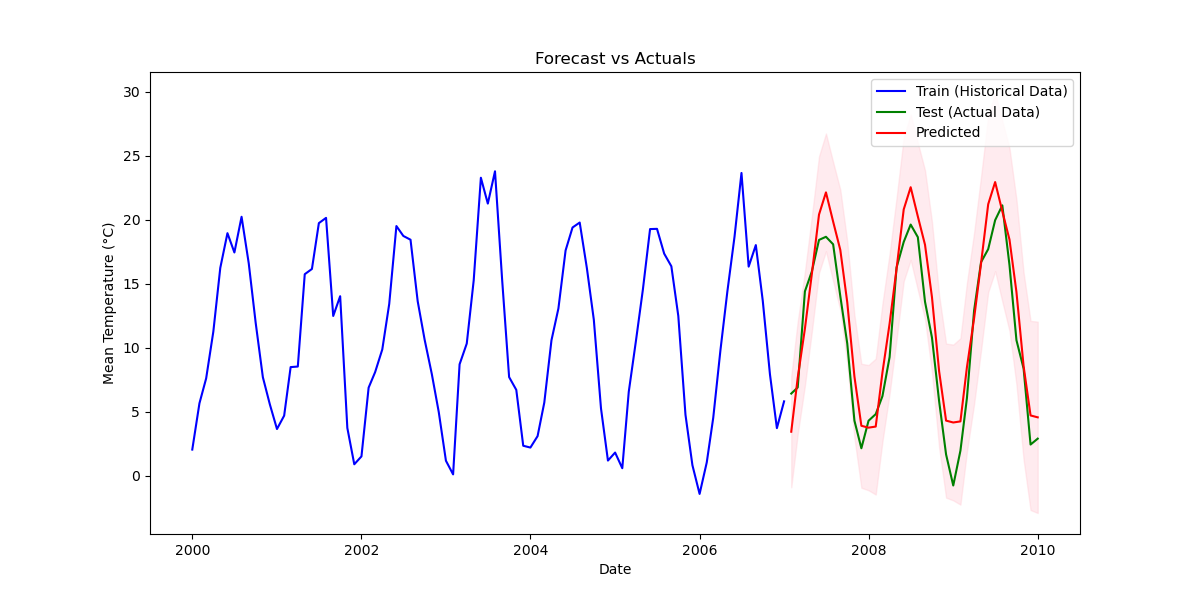 Forecast vs Actuals
Train (Historical Data)
Test (Actual Data)
Predicted
Mean Temperature (°C)
30
25
20
15
10
5
0
2000
2002
2004
2006
2008
2010
Date